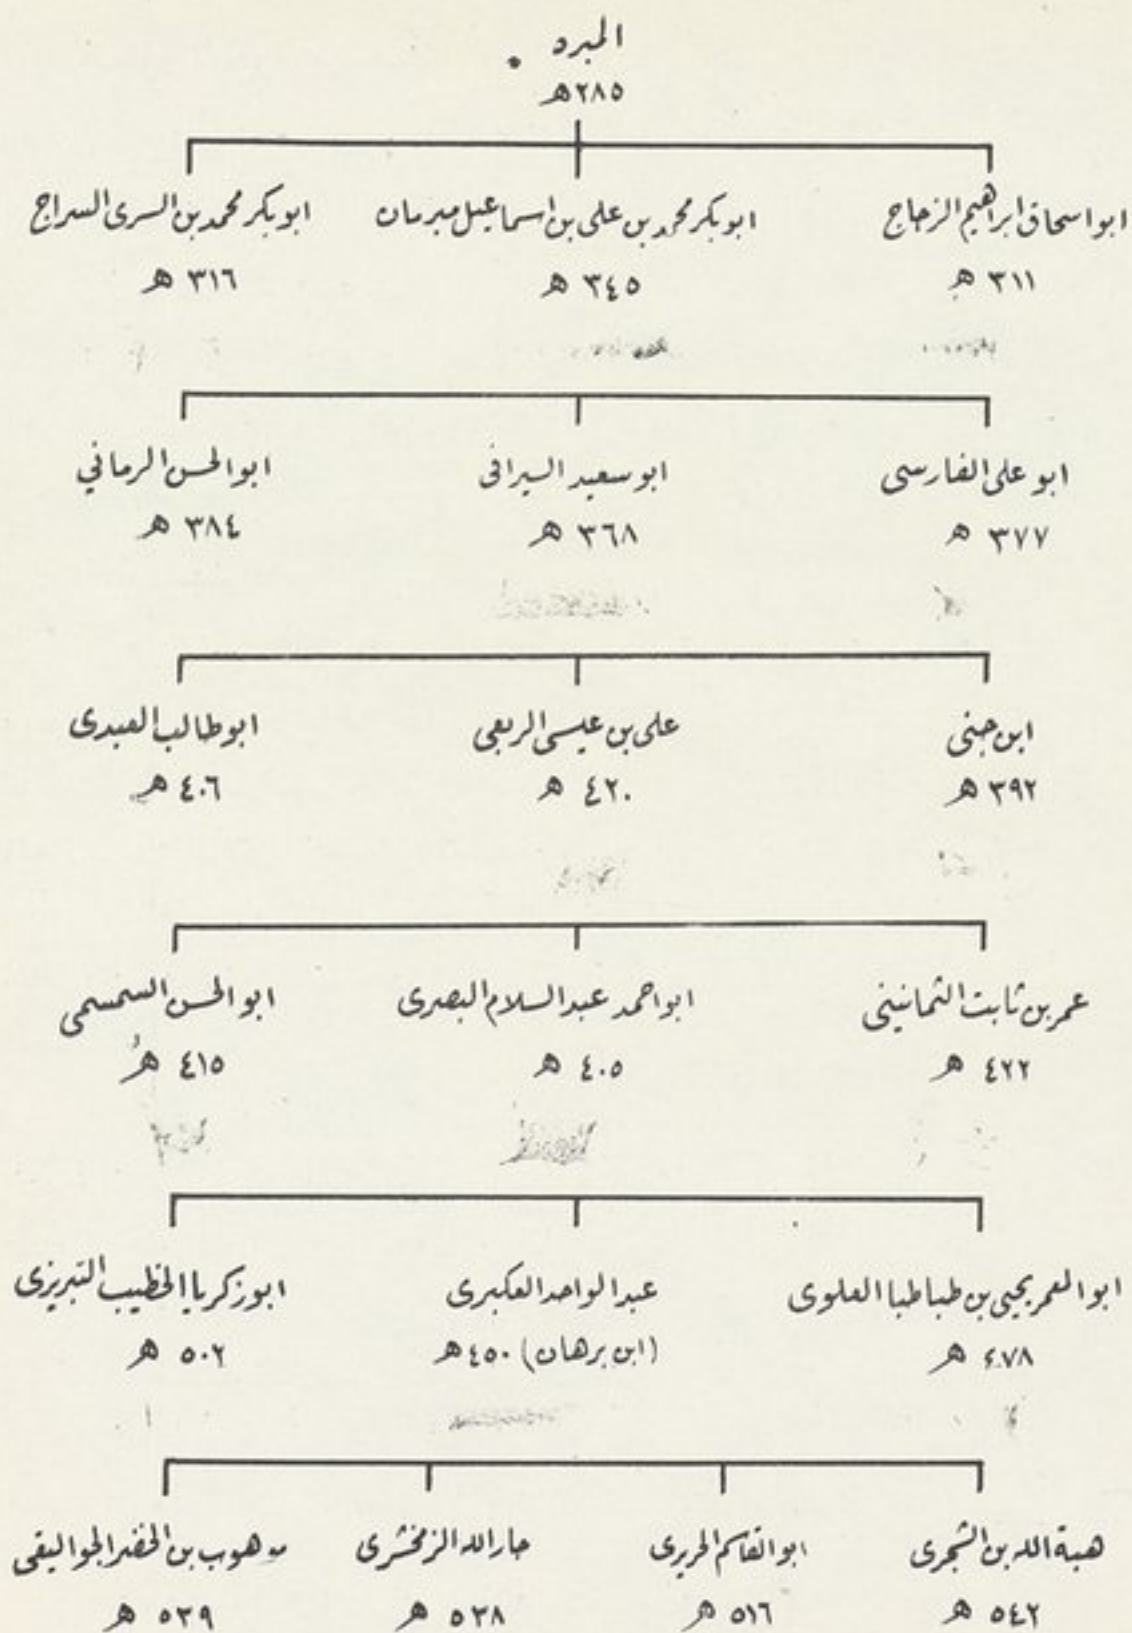 المبرد
٢٨٥هـ
ابو اسحاق ابراهيم الزجاج
ابوبكر محمد بن على بن اسماعيل مبرمان
ابوبكر محمد بن السرى السراج
٣١١ هـ
٣٤٥ هـ
٣١٦ هـ
ابو على الفارسى
ابو سعيد السيرافى
ابو الحسن الرماني
٣٧٧ هـ
٣٦٨ هـ
٣٨٤ هـ
ابن جنى
على بن عيسى الربعى
ابو طالب العبدى
٣٩٢ هـ
٤٢٠ هـ
٤٠٦ هـ
عمر بن ثابت الثمانينى
ابو احمد عبد السلام البصرى
ابو الحسن السمسمى
٤٢٢ هـ
٤٠٥ هـ
٤١٥ هـ
ابو المعمر يحيى بن طباطبا العلوى
عبد الواحد العكبرى
ابو زكريا الخطيب التبريزى
٤٧٨ هـ
(ابن برهان) ٤٥٠هـ
٥٠٢ هـ
هبة الله بن الشجرى
ابو القاسم الحريرى
جار الله الزمخشرى
موهوب بن الخضر الجواليقى
٥٤٢ هـ
٥١٦ هـ
٥٣٨ هـ
٥٣٩ هـ